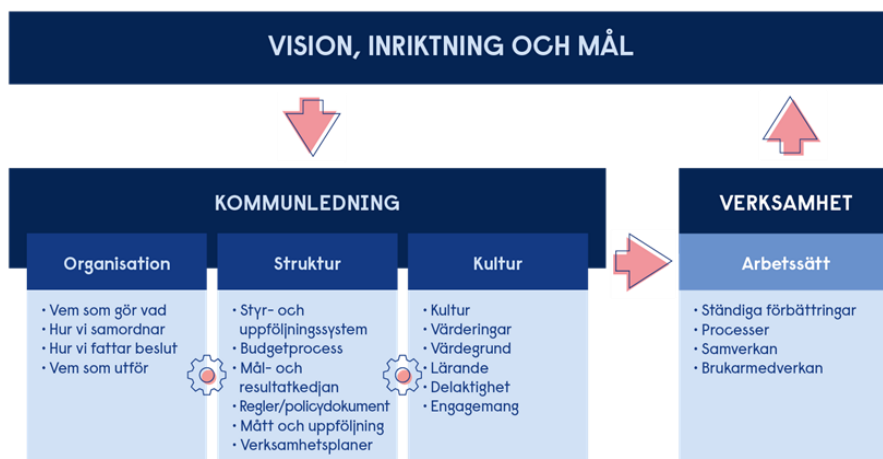 VISION, INRIKTNING OCH MÅL
KOMMUNLEDNING
Organisation
• Vem som gör vad
• Hur vi samordnar
• Hur vi fattar beslut
• Vem som utför
Struktur
• Styr- och
uppföljningssystem
• Budgetprocess
• Mål- och
resultatkedjan
• Regler/policydokument
• Mått och uppföljning
• Verksamhetsplaner
Kultur
• Kultur
• Värderingar
• Värdegrund
• Lärande
• Delaktighet
• Engagemang
VERKSAMHET
Arbetssätt
• Ständiga förbättringar
• Processer
• Samverkan
• Brukarmedverkan